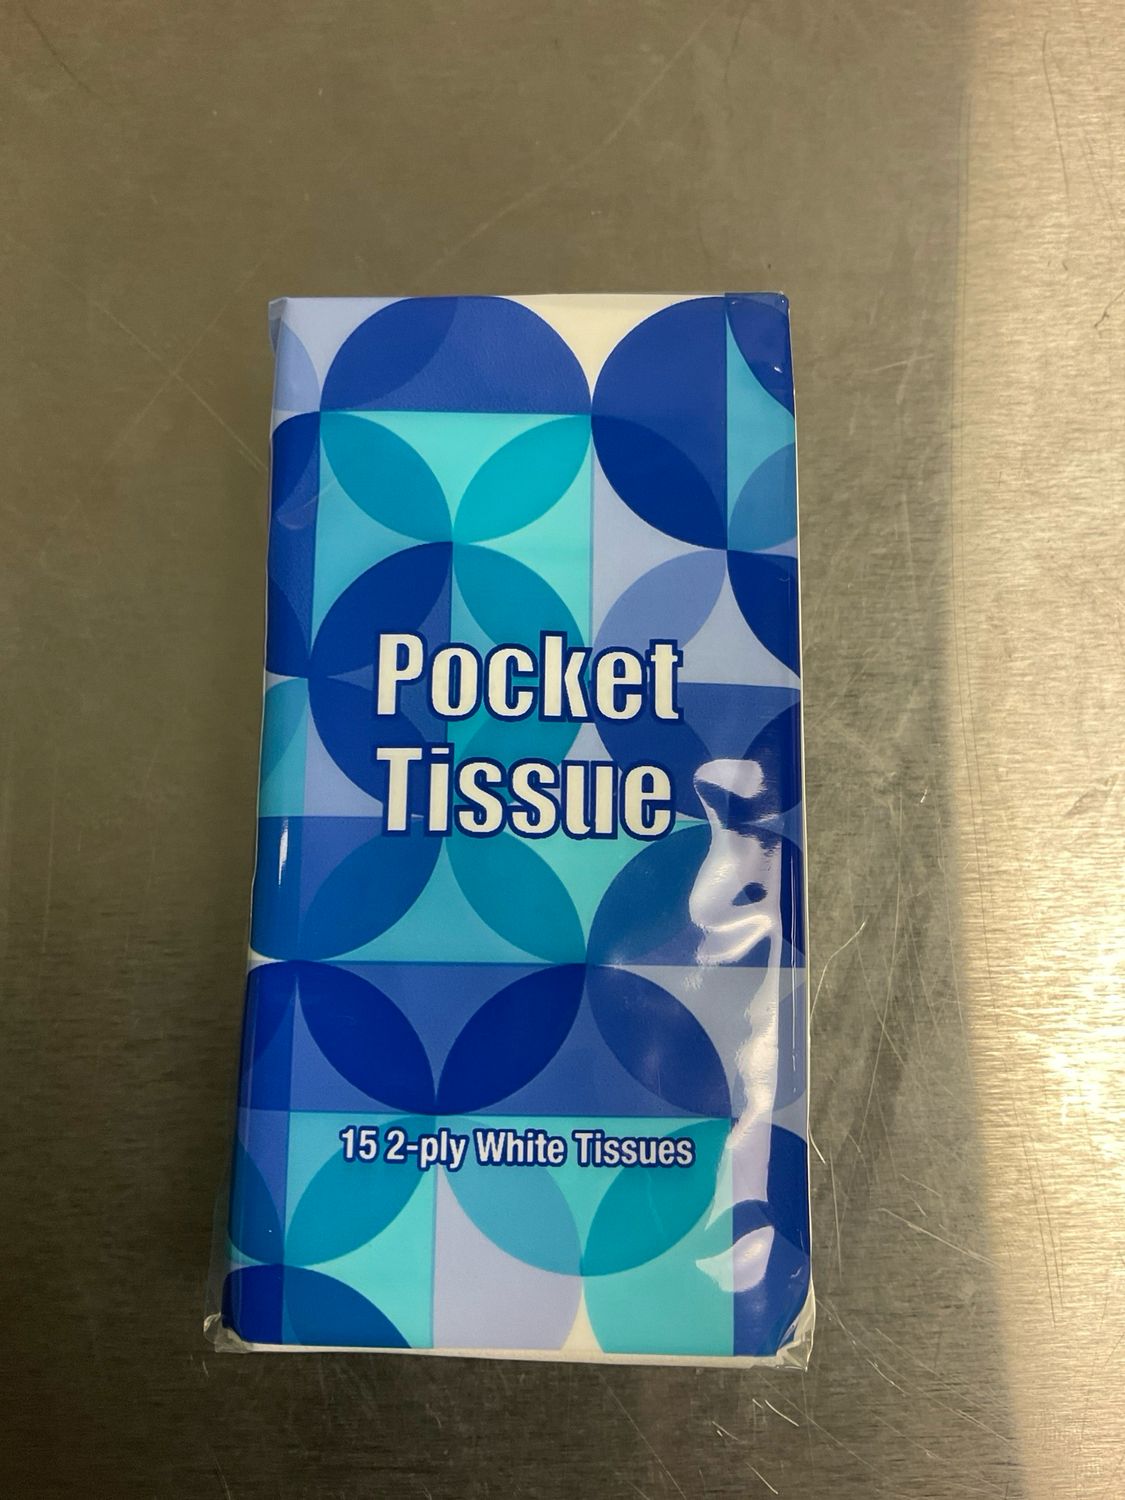 Pocket
Tissue
15 2-ply White Tissues